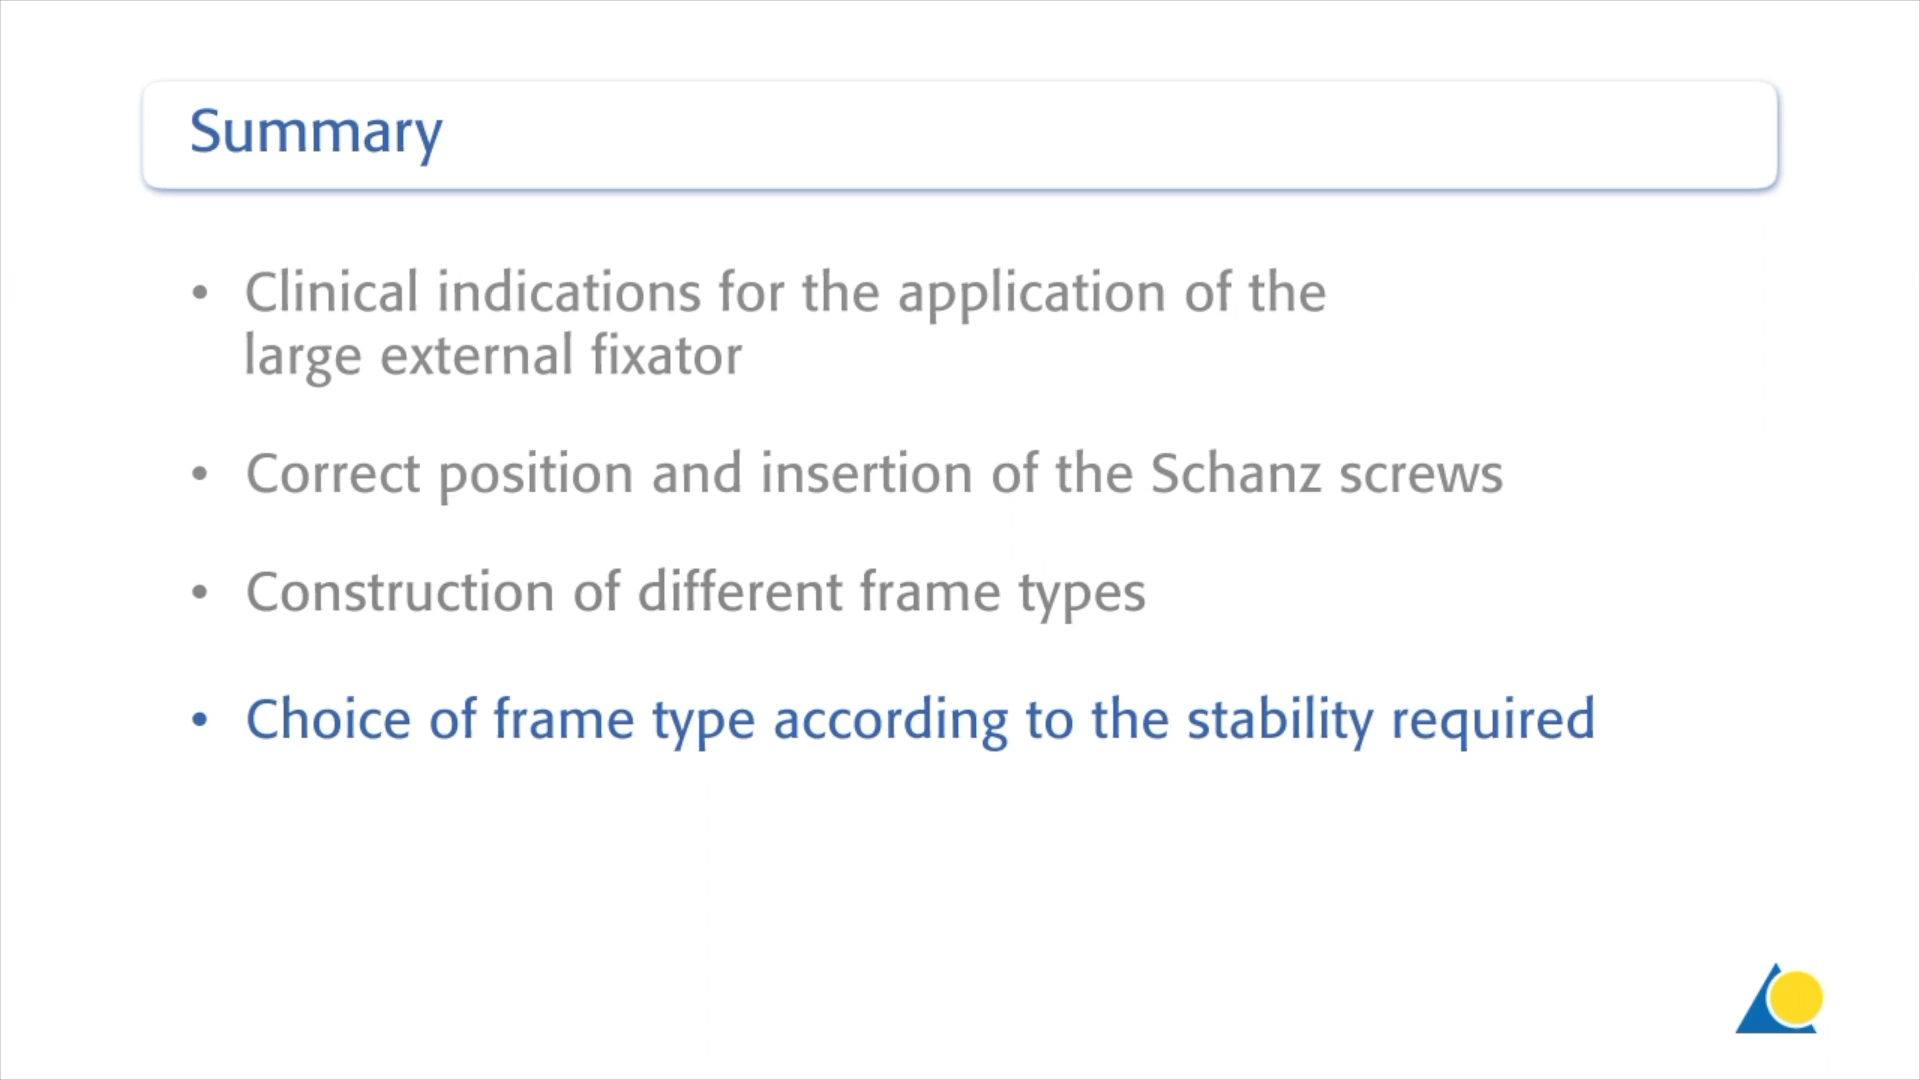 Summary
• Clinical indications for the application of the
large external fixator
• Correct position and insertion of the Schanz screws
• Construction of different frame types
• Choice of frame type according to the stability required